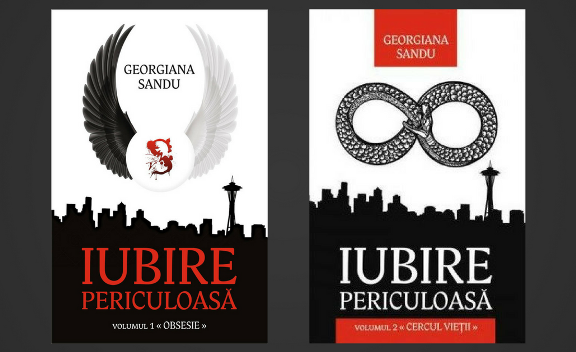 GEORGIANA
SANDU
IUBIRE
PERICULOASĂ
VOLUMUL 1 « OBSESIE »
GEORGIANA
SANDU
IUBIRE
PERICULOASĂ
VOLUMUL 2 « CERCUL VIEȚII »